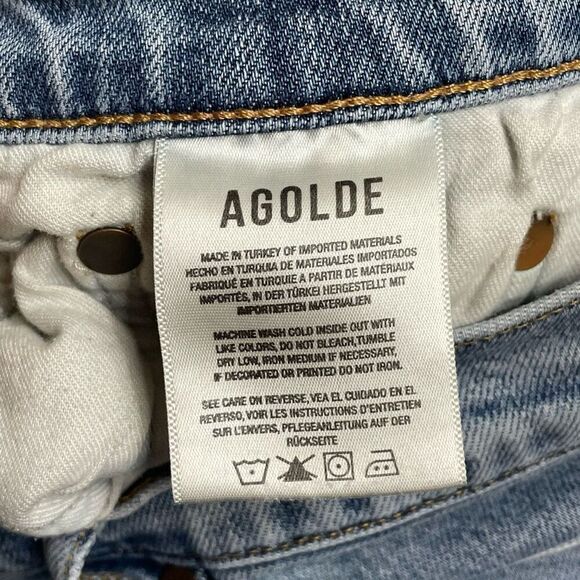 AGOLDE
MADE IN TURKEY OF IMPORTED MATERIALS
HECHO EN TURQUIA DE MATERIALES IMPORTADOS
FABRIQUÉ EN TURQUIE A PARTIR DE MATÉRIAUX
IMPORTÉS, IN DER TÜRKEI HERGESTELLT MIT
IMPORTIERTEN MATERIALIEN
MACHINE WASH COLD INSIDE OUT WITH
LIKE COLORS, DO NOT BLEACH, TUMBLE
DRY LOW, IRON MEDIUM IF NECESSARY,
IF DECORATED OR PRINTED DO NOT IRON.
SEE CARE ON REVERSE, VEA EL CUIDADO EN EL
REVERSO, VOIR LES INSTRUCTIONS D'ENTRETIEN
SUR L'ENVERS, PFLEGEANLEITUNG AUF DER
RÜCKSEITE